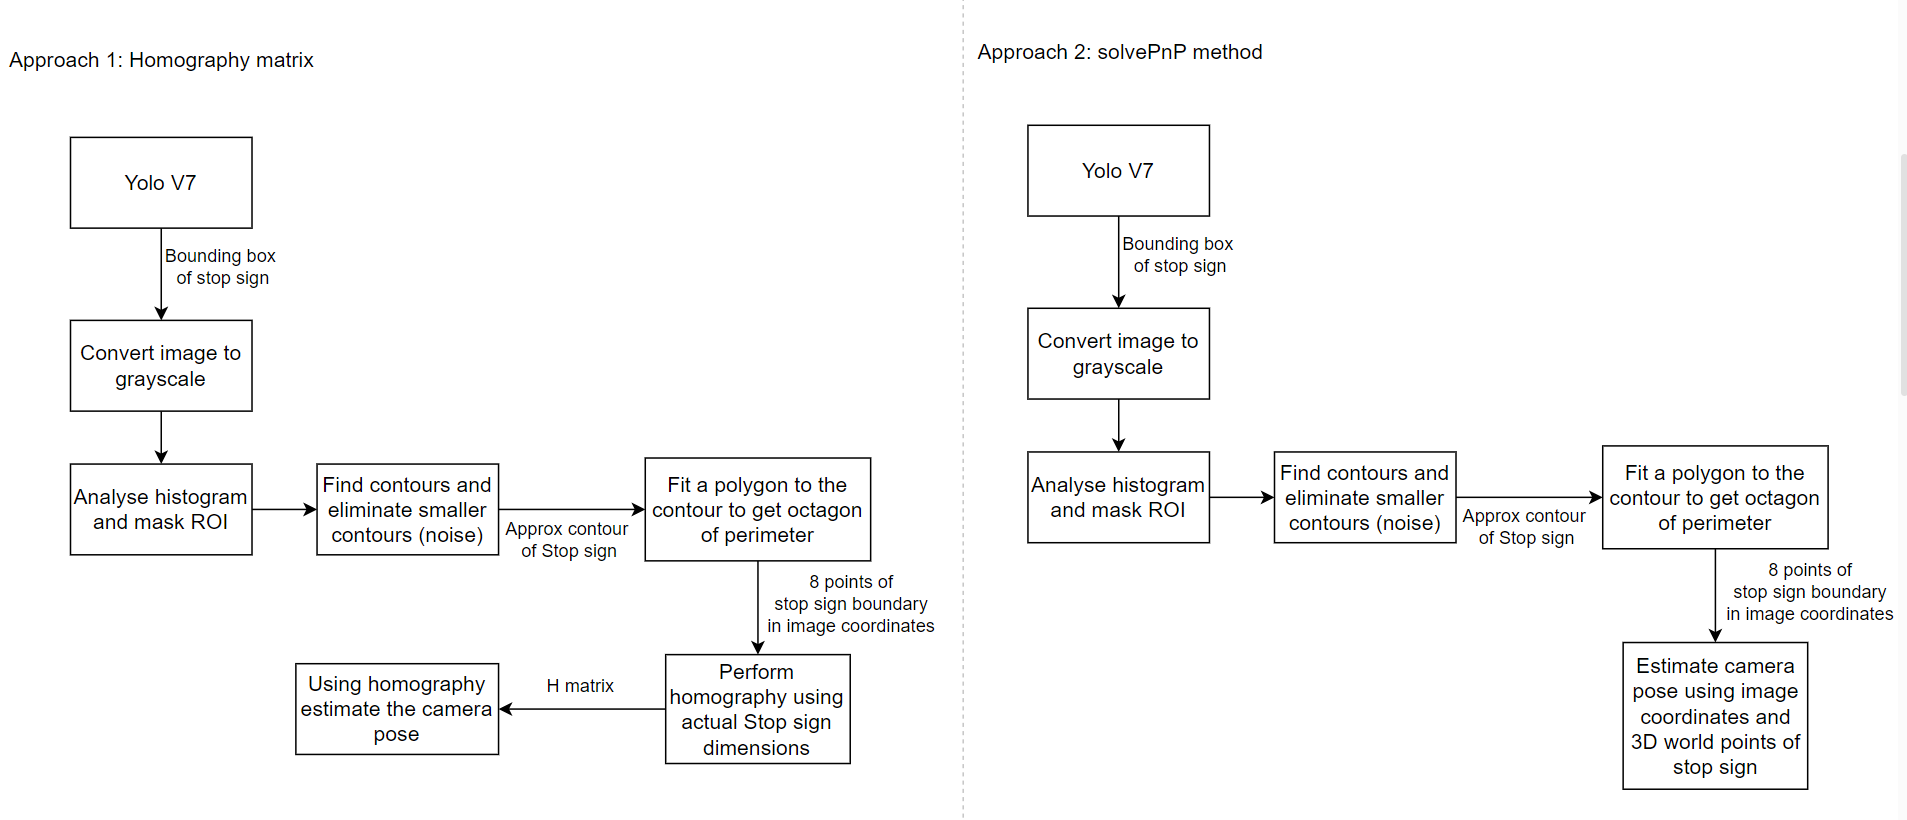 Approach 1: Homography matrix
Yolo V7
Bounding box
of stop sign
Convert image to
grayscale
Analyse histogram
and mask ROI
Find contours and
eliminate smaller
contours (noise)
Approx contour
of Stop sign
Fit a polygon to the
contour to get octagon
of perimeter
8 points of
stop sign boundary
in image coordinates
Perform
homography using
actual Stop sign
dimensions
H matrix
Using homography
estimate the camera
pose
Approach 2: solvePnP method
Yolo V7
Bounding box
of stop sign
Convert image to
grayscale
Analyse histogram
and mask ROI
Find contours and
eliminate smaller
contours (noise)
Approx contour
of Stop sign
Fit a polygon to the
contour to get octagon
of perimeter
8 points of
stop sign boundary
in image coordinates
Estimate camera
pose using image
coordinates and
3D world points of
stop sign